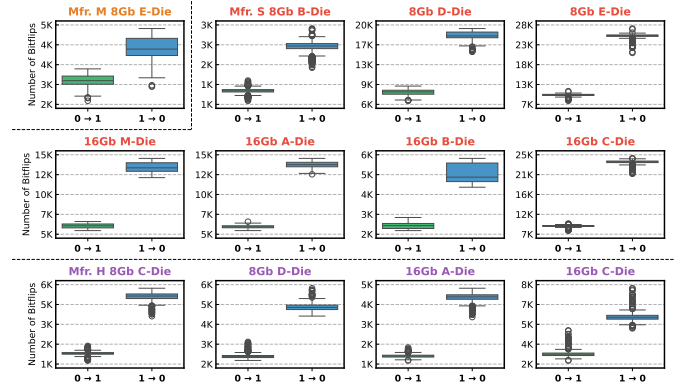 Mfr. M 8Gb E-Die
Mfr. S 8Gb B-Die
8Gb D-Die
8Gb E-Die
Number of Bitflips
5K
4K
4K
3K
2K
3K
3K
2K
1K
1K
20K
17K
13K
9K
6K
28K
23K
18K
13K
7K
0 → 1 1 → 0
0 → 1 1 → 0
0 → 1 1 → 0
0 → 1 1 → 0
16Gb M-Die
16Gb A-Die
16Gb B-Die
16Gb C-Die
Number of Bitflips
15K
12K
10K
7K
5K
15K
12K
10K
7K
5K
6K
5K
4K
3K
2K
25K
21K
16K
12K
7K
0 → 1 1 → 0
0 → 1 1 → 0
0 → 1 1 → 0
0 → 1 1 → 0
Mfr. H 8Gb C-Die
8Gb D-Die
16Gb A-Die
16Gb C-Die
Number of Bitflips
6K
5K
3K
2K
1K
6K
5K
4K
3K
2K
5K
4K
3K
2K
1K
8K
6K
5K
3K
2K
0 → 1 1 → 0
0 → 1 1 → 0
0 → 1 1 → 0
0 → 1 1 → 0